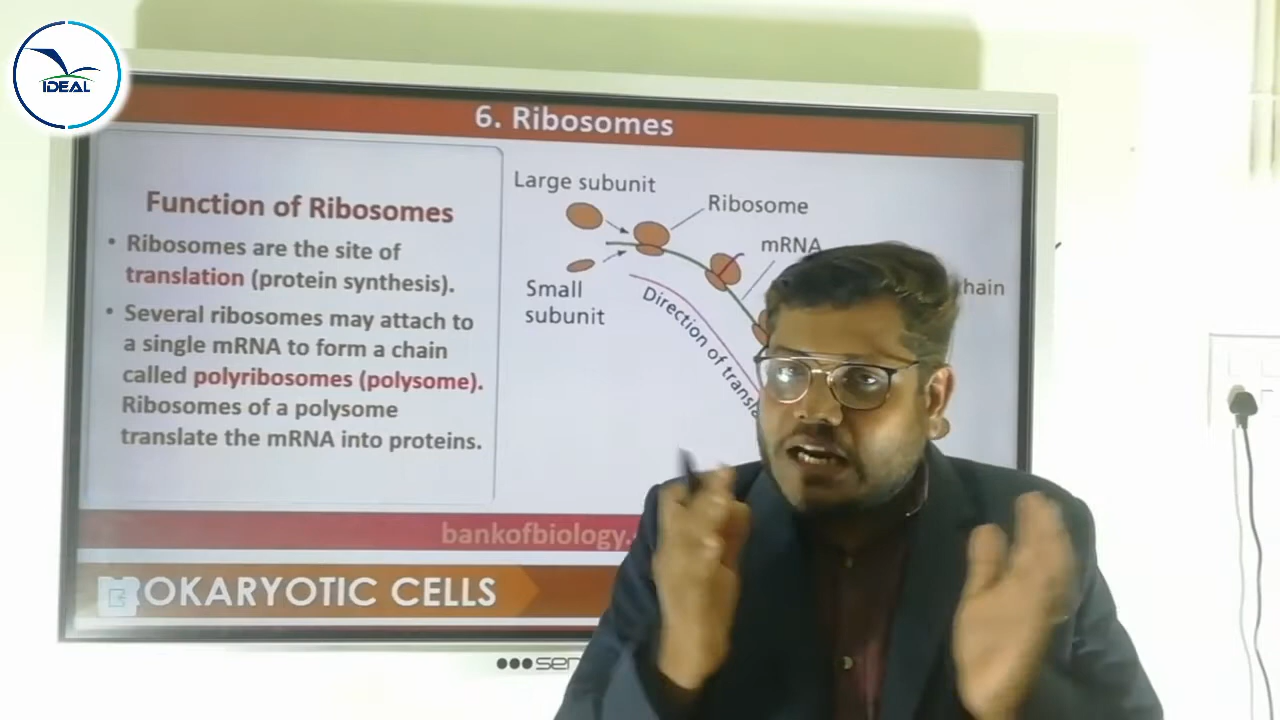 IDEAL
6. Ribosomes
Function of Ribosomes
• Ribosomes are the site of
translation (protein synthesis).
• Several ribosomes may attach to
a single mRNA to form a chain
called polyribosomes (polysome).
Ribosomes of a polysome
translate the mRNA into proteins.
Large subunit
Ribosome
mRNA
hain
Small
subunit
Direction of transla
bankofbiology.
OKARYOTIC CELLS